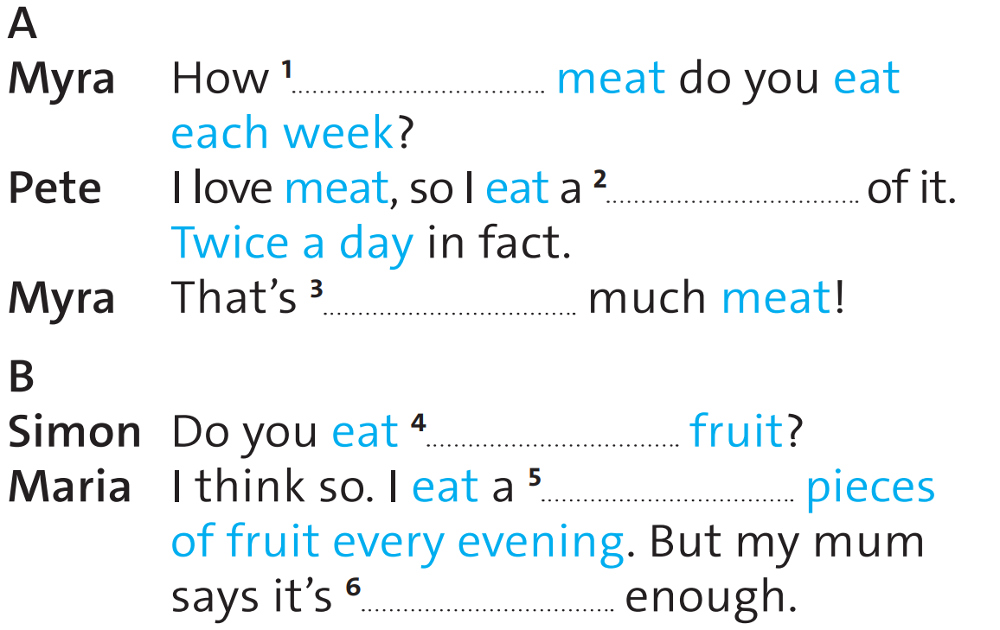 A
Myra How 1.............................. meat do you eat
each week?
Pete I love meat, so I eat a 2.............................. of it.
Twice a day in fact.
Myra That’s 3.............................. much meat!
B
Simon Do you eat 4.............................. fruit?
Maria I think so. I eat a 5.............................. pieces
of fruit every evening. But my mum
says it’s 6.............................. enough.